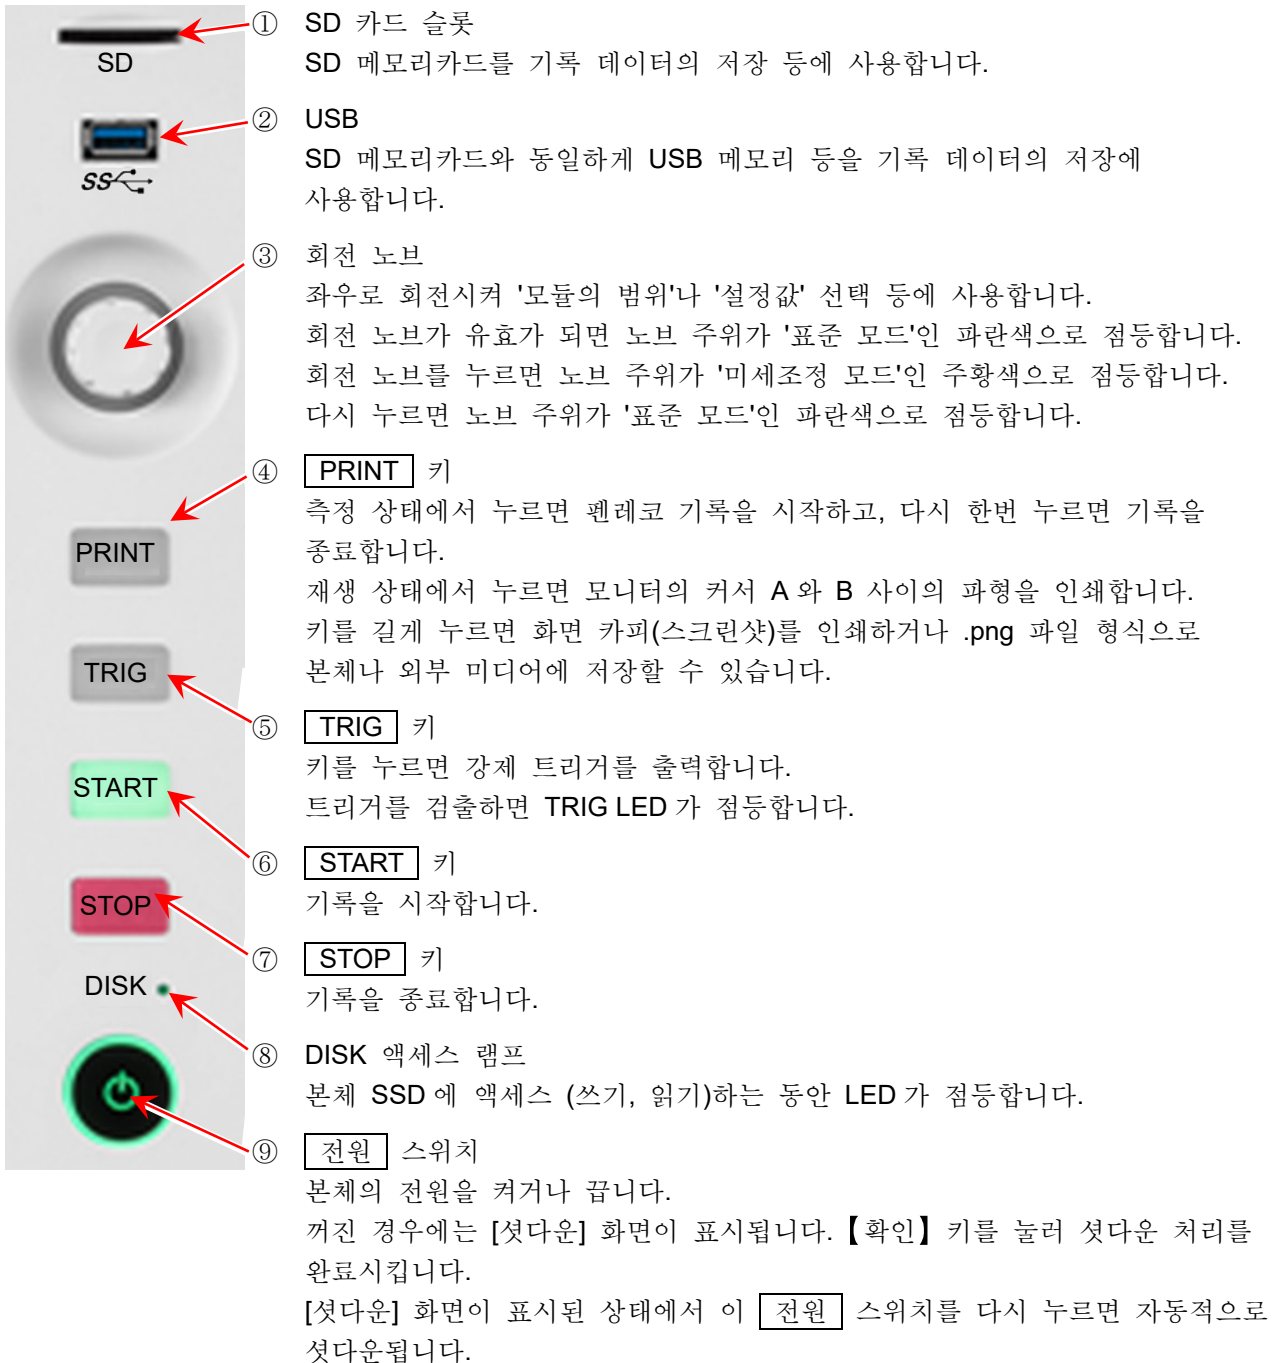 ① SD 카드 슬롯
SD 메모리카드를 기록 데이터의 저장 등에 사용합니다.
② USB
SD 메모리카드와 동일하게 USB 메모리 등을 기록 데이터의 저장에
사용합니다.
③ 회전 노브
좌우로 회전시켜 '모듈의 범위'나 '설정값' 선택 등에 사용합니다.
회전 노브가 유효가 되면 노브 주위가 '표준 모드'인 파란색으로 점등합니다.
회전 노브를 누르면 노브 주위가 '미세조정 모드'인 주황색으로 점등합니다.
다시 누르면 노브 주위가 '표준 모드'인 파란색으로 점등합니다.
④ PRINT 키
측정 상태에서 누르면 펜레코 기록을 시작하고, 다시 한번 누르면 기록을
종료합니다.
재생 상태에서 누르면 모니터의 커서 A 와 B 사이의 파형을 인쇄합니다.
키를 길게 누르면 화면 카피(스크린샷)를 인쇄하거나 .png 파일 형식으로
본체나 외부 미디어에 저장할 수 있습니다.
⑤ TRIG 키
키를 누르면 강제 트리거를 출력합니다.
트리거를 검출하면 TRIG LED 가 점등합니다.
⑥ START 키
기록을 시작합니다.
⑦ STOP 키
기록을 종료합니다.
⑧ DISK 액세스 램프
본체 SSD 에 액세스 (쓰기, 읽기)하는 동안 LED 가 점등합니다.
⑨ 전원 스위치
본체의 전원을 켜거나 끕니다.
꺼진 경우에는 [셧다운] 화면이 표시됩니다.【확인】키를 눌러 셧다운 처리를
완료시킵니다.
[셧다운] 화면이 표시된 상태에서 이 전원 스위치를 다시 누르면 자동적으로
셧다운됩니다.
SD
SS
PRINT
TRIG
START
STOP
DISK